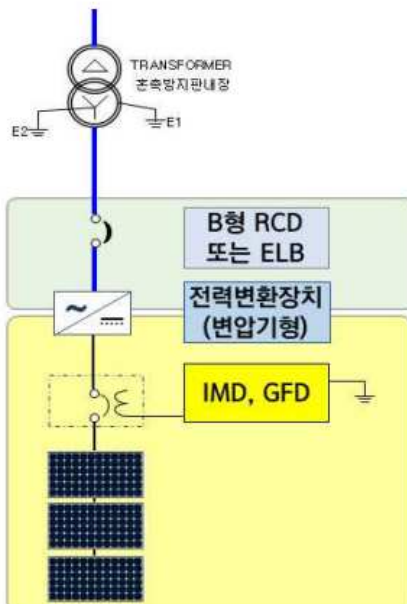 TRANSFORMER
혼촉방지판내장
E2
E1
B형 RCD
또는 ELB
전력변환장치
(변압기형)
IMD, GFD